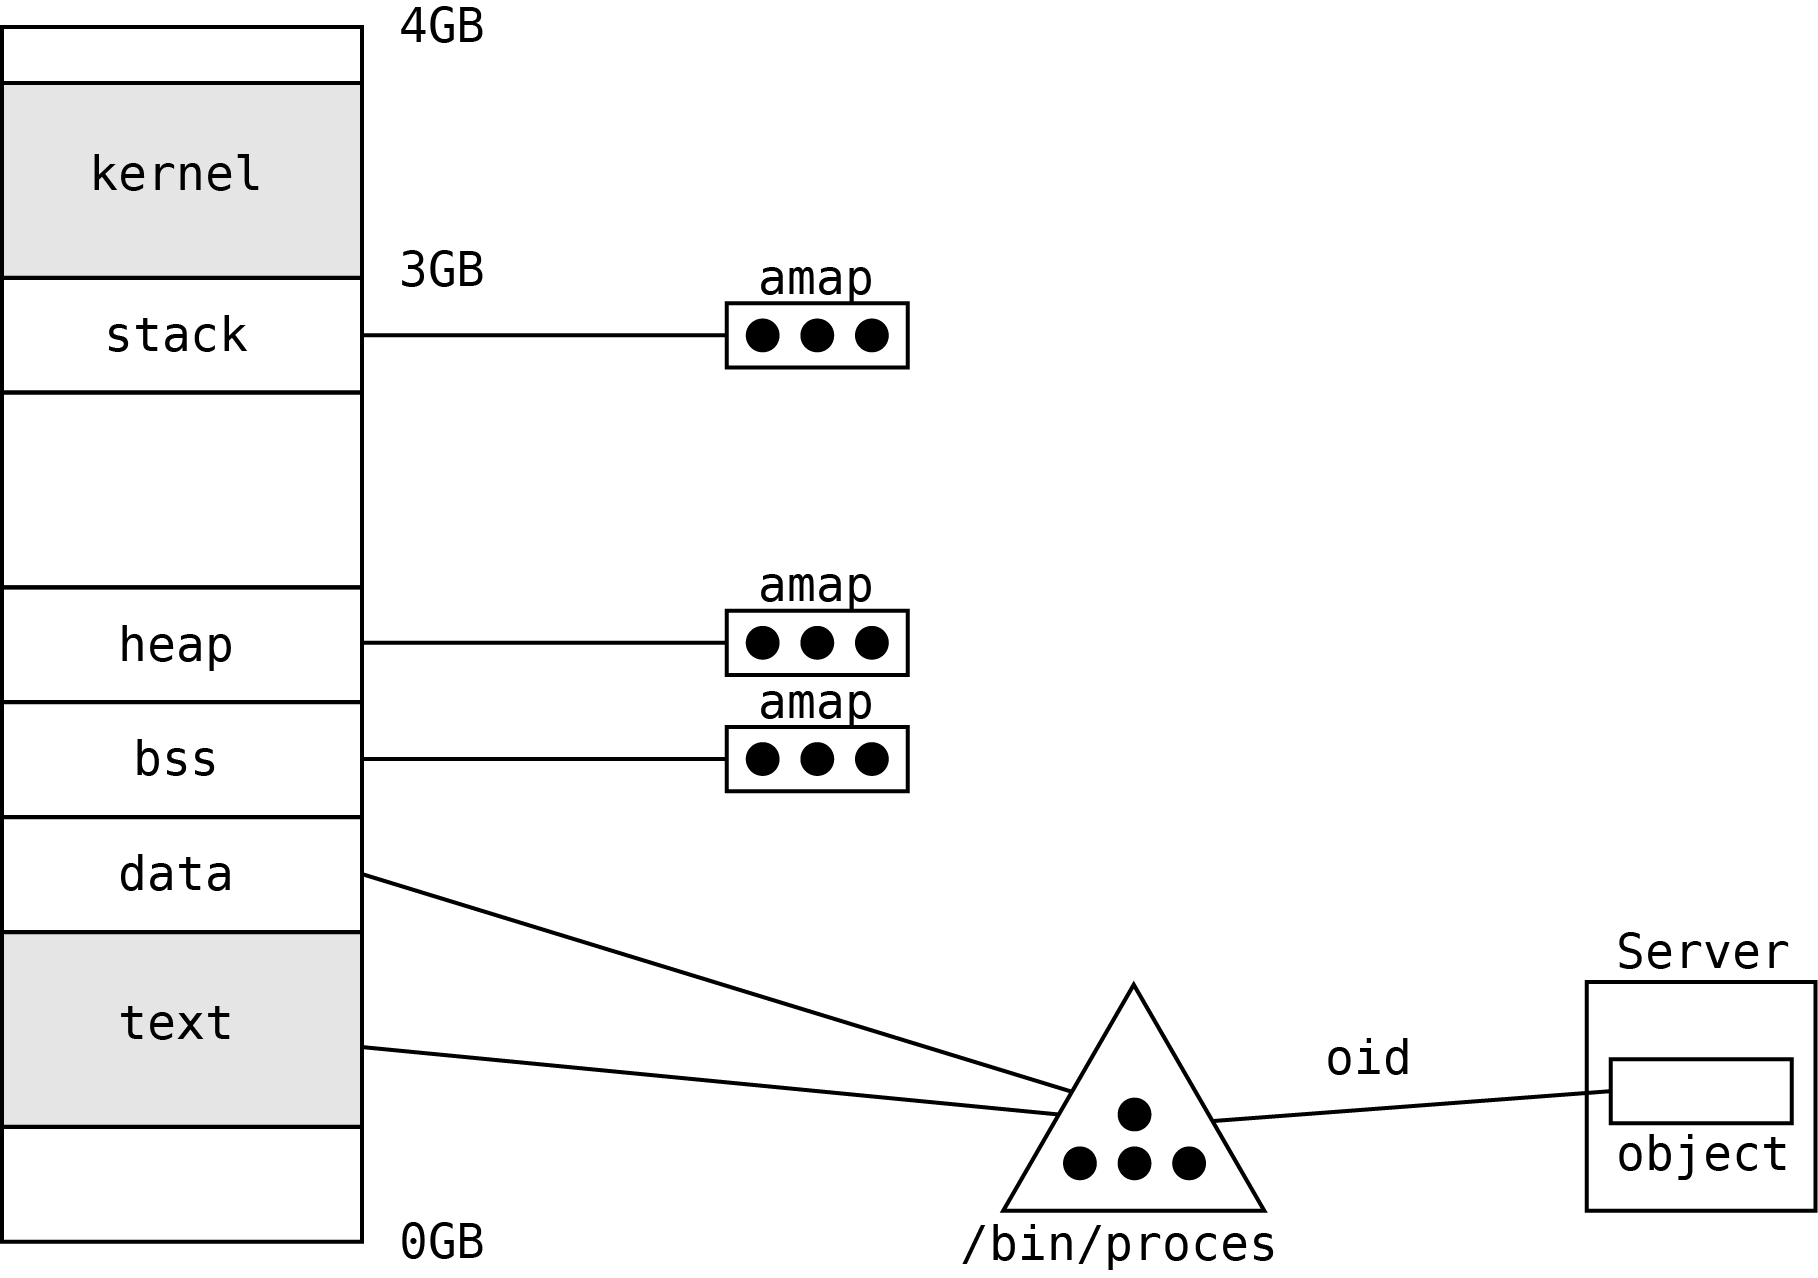 4GB
kernel
3GB
amap
stack
amap
heap
amap
bss
data
Server
text
oid
object
0GB
/bin/proces